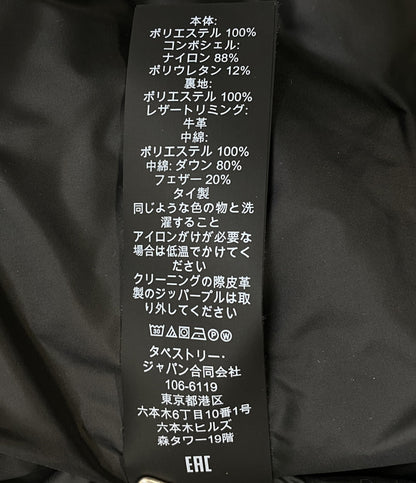 本体:
ポリエステル 100%
コンボシェル:
ナイロン 88%
ポリウレタン 12%
裏地:
ポリエステル 100%
レザートリミング:
牛革
中綿:
ポリエステル 100%
中綿: ダウン 80%
フェザー 20%
タイ製
同じような色の物と洗
濯すること
アイロンがけが必要な
場合は低温でかけてく
ださい
クリーニングの際皮革
製のジッパープルは取
り外してください
30 P W
タペストリー・
ジャパン合同会社
106-6119
東京都港区
六本木6丁目10番1号
六本木ヒルズ
森タワー19階
EAC